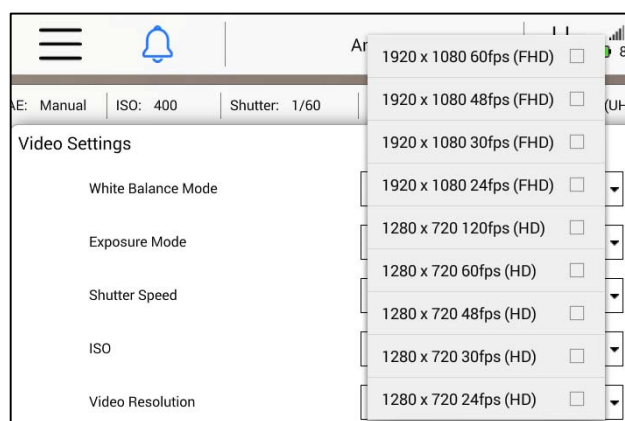 1920 x 1080 60fps (FHD)
1920 x 1080 48fps (FHD)
AE: Manual ISO: 400 Shutter: 1/60
1920 x 1080 30fps (FHD)
Video Settings
1920 x 1080 24fps (FHD)
White Balance Mode
1280 x 720 120fps (HD)
Exposure Mode
1280 x 720 60fps (HD)
Shutter Speed
1280 x 720 48fps (HD)
ISO
1280 x 720 30fps (HD)
Video Resolution
1280 x 720 24fps (HD)